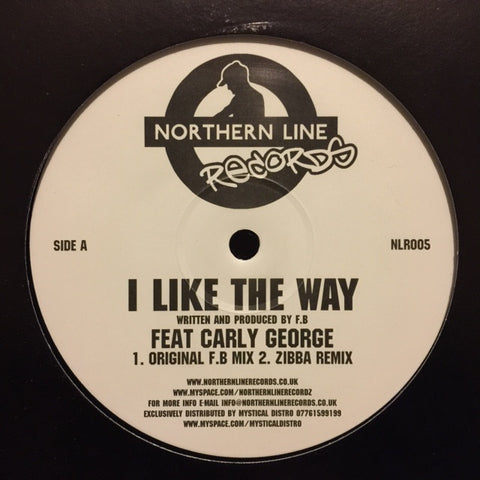 NORTHERN LINE
RECORDS
SIDE A
NLR005
I LIKE THE WAY
WRITTEN AND PRODUCED BY F.B
FEAT CARLY GEORGE
1. ORIGINAL F.B MIX 2. ZIBBA REMIX
WWW.NORTHERNLINERECORDS.CO.UK
WWW.MYSPACE.COM/NORTHERNLINERECORDZ
FOR MORE INFO E-MAIL INFO@NORTHERNLINERECORDS.CO.UK
EXCLUSIVELY DISTRIBUTED BY MYSTICAL DISTRO 07761599199
WWW.MYSPACE.COM/MYSTICALDISTRO